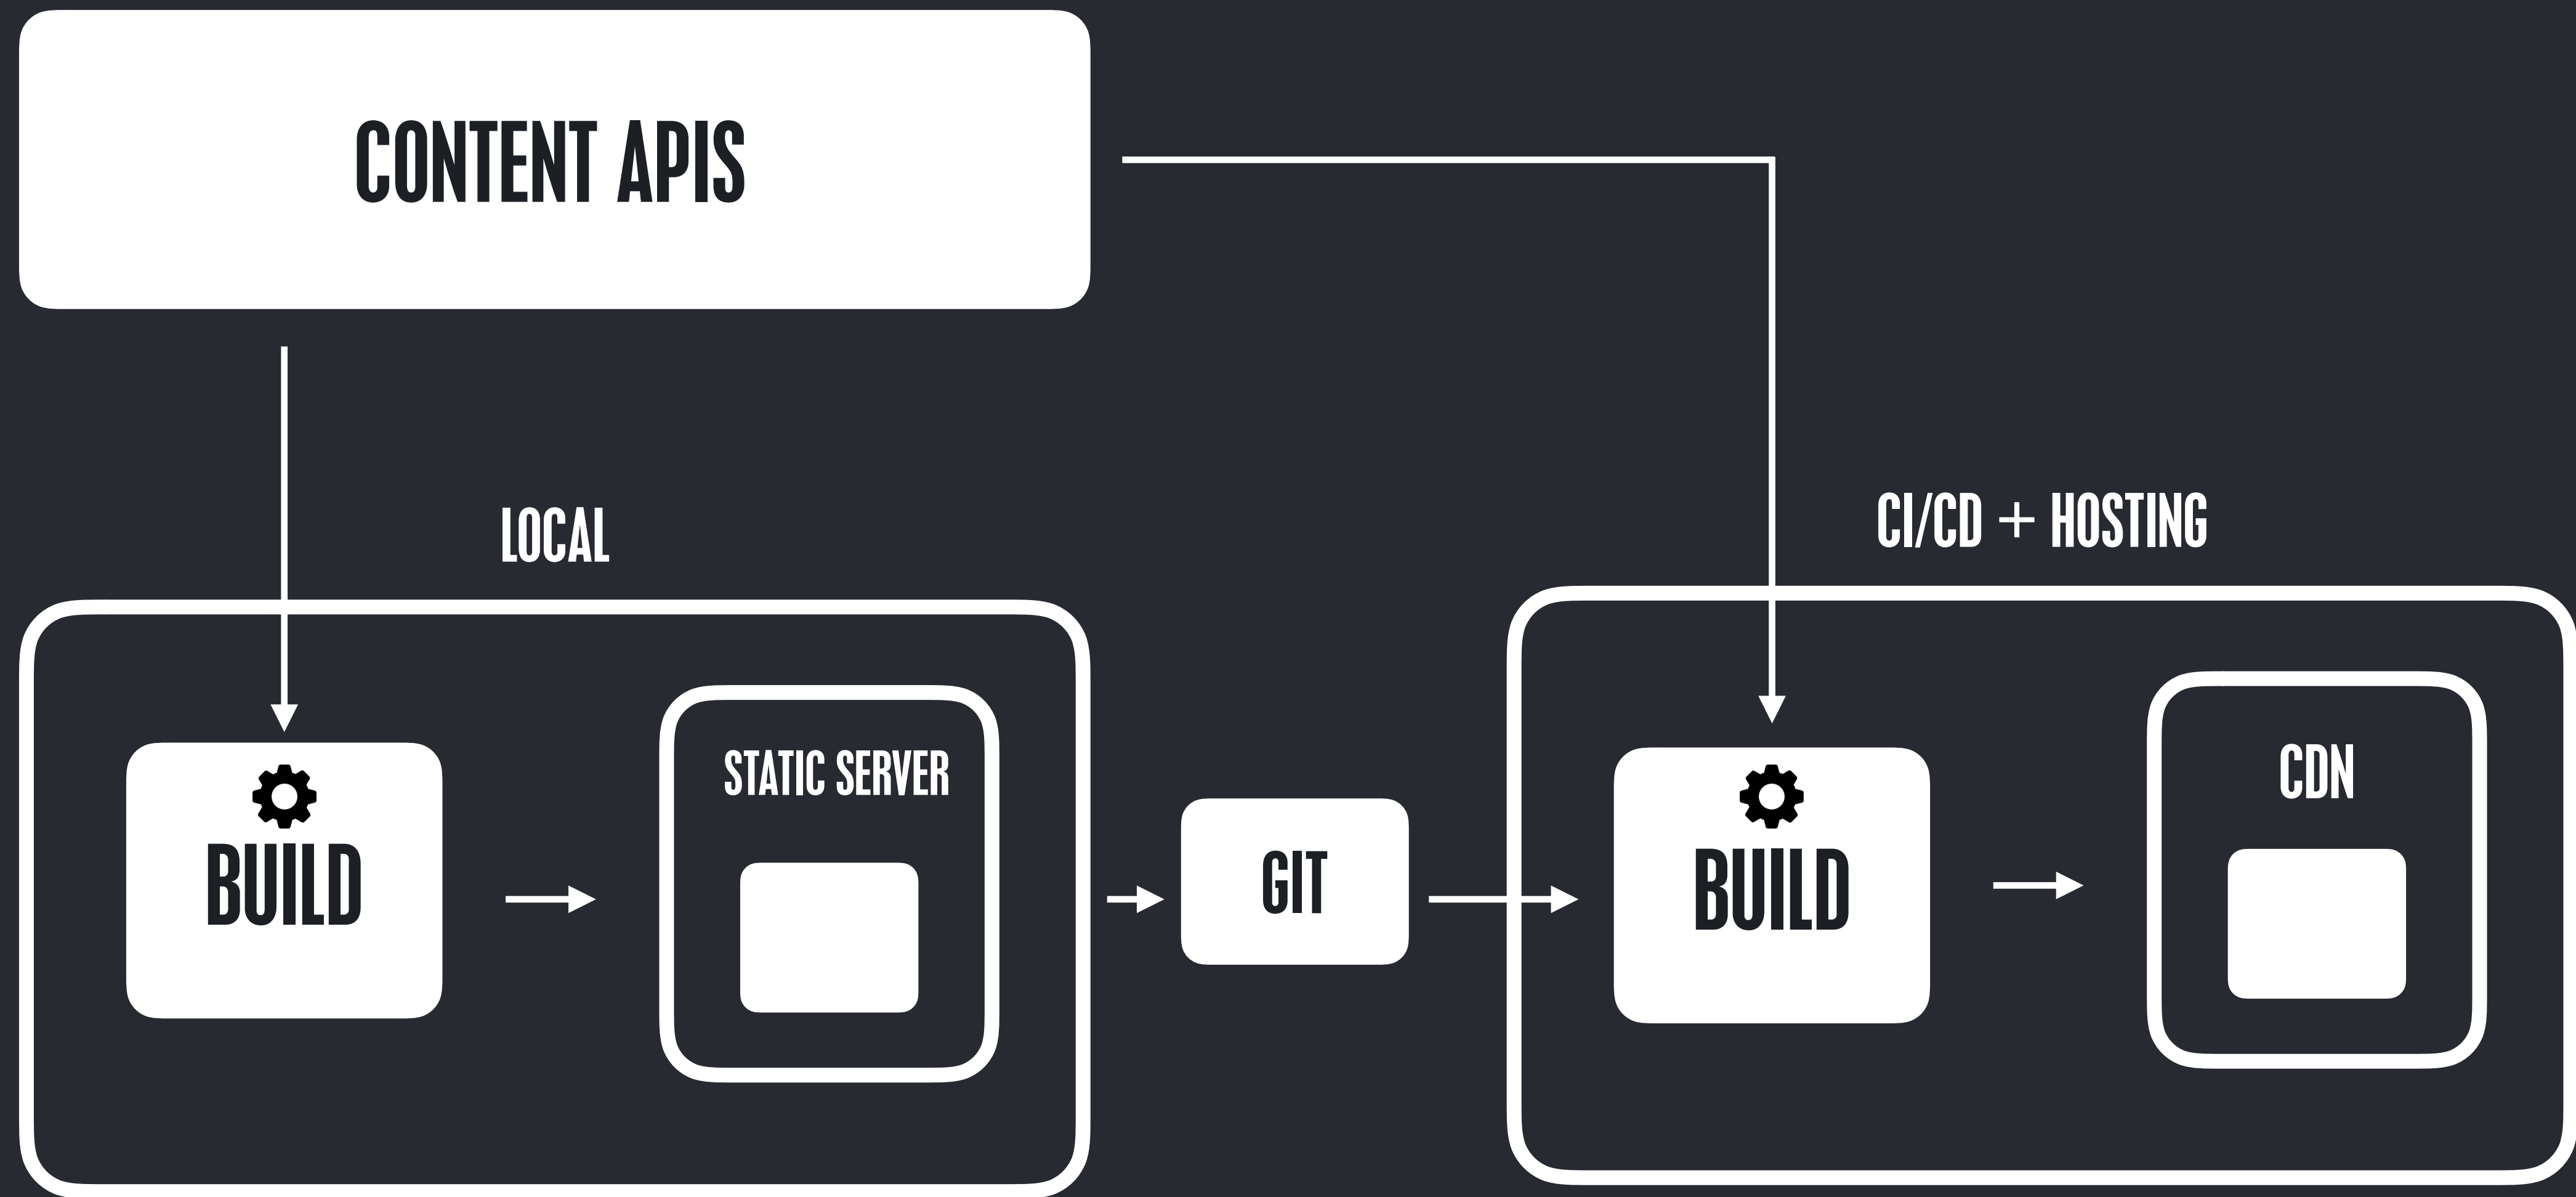 CONTENT APIS
LOCAL
CI/CD + HOSTING
BUILD
STATIC SERVER
GIT
BUILD
CDN